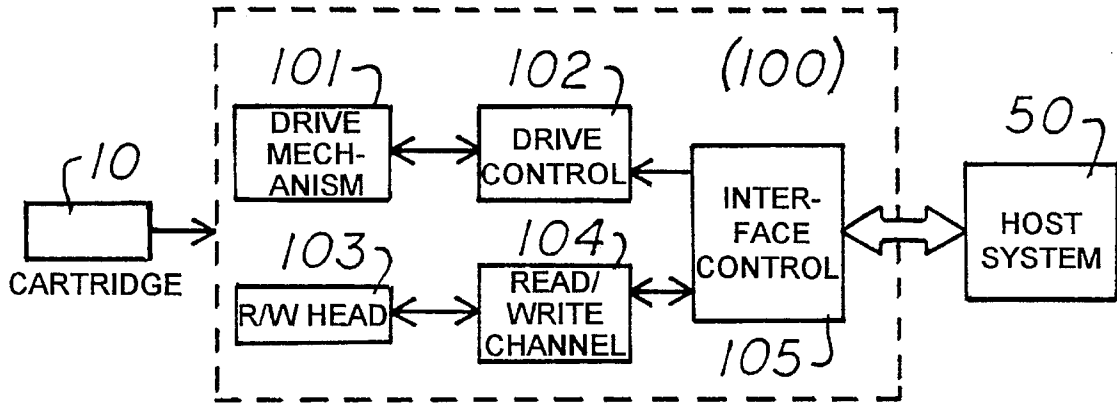 101
102
(100)
50
10
DRIVE
MECH-
ANISM
DRIVE
CONTROL
INTER-
FACE
CONTROL
HOST
SYSTEM
CARTRIDGE
103
104
R/W HEAD
READ/
WRITE
CHANNEL
105